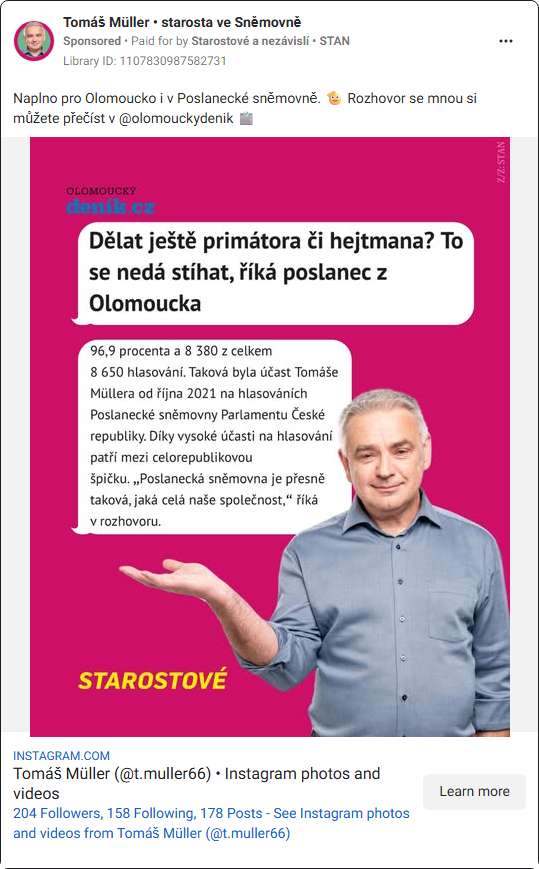 Tomáš Müller • starosta ve Sněmovně
Sponsored • Paid for by Starostové a nezávislí • STAN
Library ID: 1107830987582731
Naplno pro Olomoucko i v Poslanecké sněmovně. Rozhovor se mnou si
můžete přečíst v @olomouckydenik
Z/Z:STAN
OLOMOUCKÝ
deník.cz
Dělat ještě primátora či hejtmana? To
se nedá stíhat, říká poslanec z
Olomoucka
96,9 procenta a 8 380 z celkem
8 650 hlasování. Taková byla účast Tomáše
Müllera od října 2021 na hlasováních
Poslanecké sněmovny Parlamentu České
republiky. Díky vysoké účasti na hlasování
patří mezi celorepublikovou
špičku. „Poslanecká sněmovna je přesně
taková, jaká celá naše společnost,“ říká
v rozhovoru.
STAROSTOVÉ
INSTAGRAM.COM
Tomáš Müller (@t.muller66) • Instagram photos and
videos
204 Followers, 158 Following, 178 Posts - See Instagram photos
and videos from Tomáš Müller (@t.muller66)
Learn more